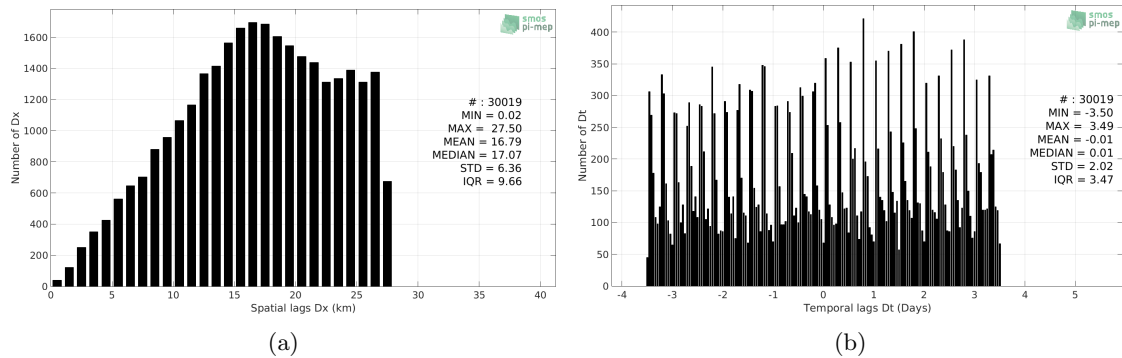 smos
pi-mep
1600
1400
1200
1000
800
600
400
200
0
Number of Dx
# : 30019
MIN = 0.02
MAX = 27.50
MEAN = 16.79
MEDIAN = 17.07
STD = 6.36
IQR = 9.66
0 5 10 15 20 25 30 35 40
Spatial lags Dx (km)
(a)
smos
pi-mep
400
350
300
250
200
150
100
50
0
Number of Dt
# : 30019
MIN = -3.50
MAX = 3.49
MEAN = -0.01
MEDIAN = 0.01
STD = 2.02
IQR = 3.47
-4 -3 -2 -1 0 1 2 3 4 5
Temporal lags Dt (Days)
(b)